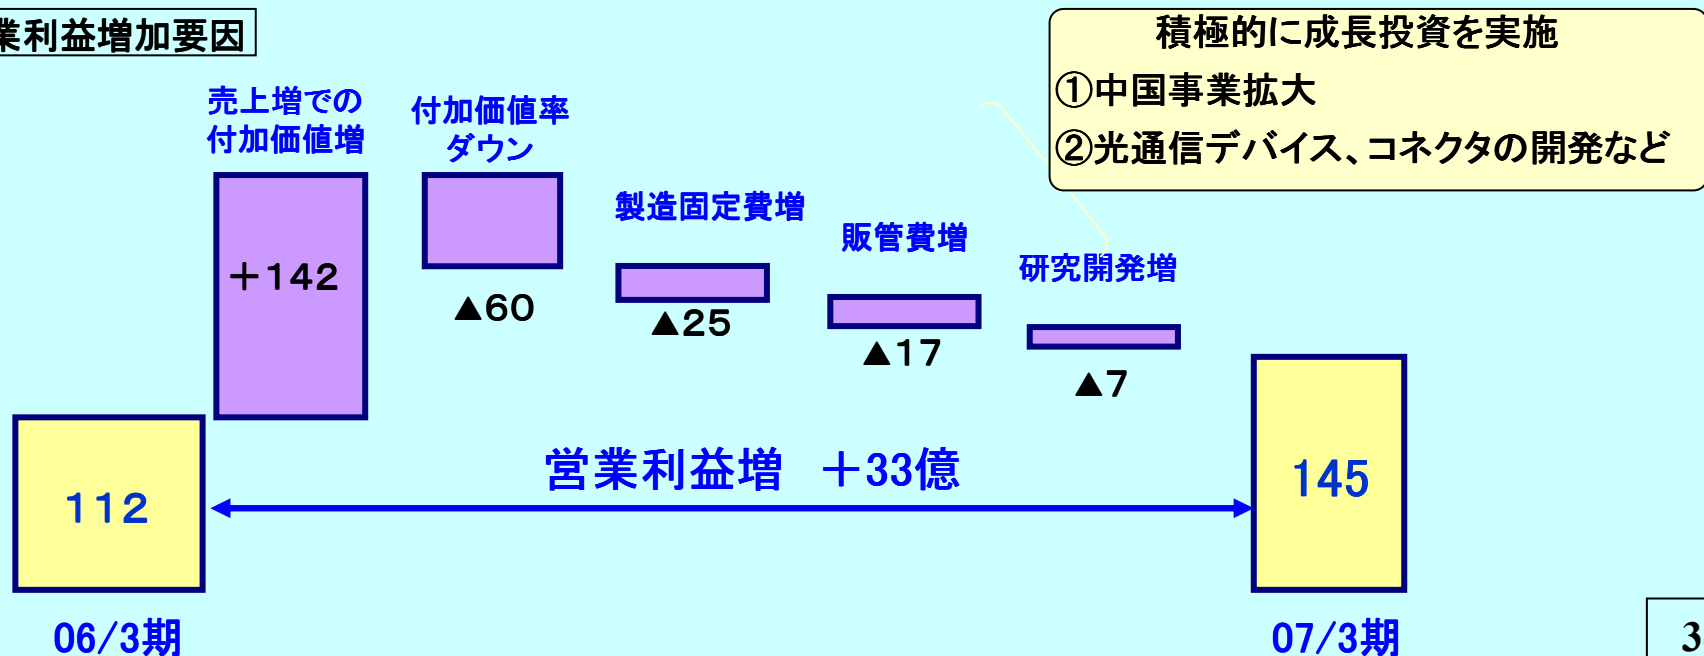 業利益増加要因
積極的に成長投資を実施
①中国事業拡大
②光通信デバイス、コネクタの開発など
売上増での
付加価値増
付加価値率
ダウン
製造固定費増
販管費増
研究開発増
＋142
▲60
▲25
▲17
▲7
営業利益増　＋33億
112
145
06/3期
07/3期
3